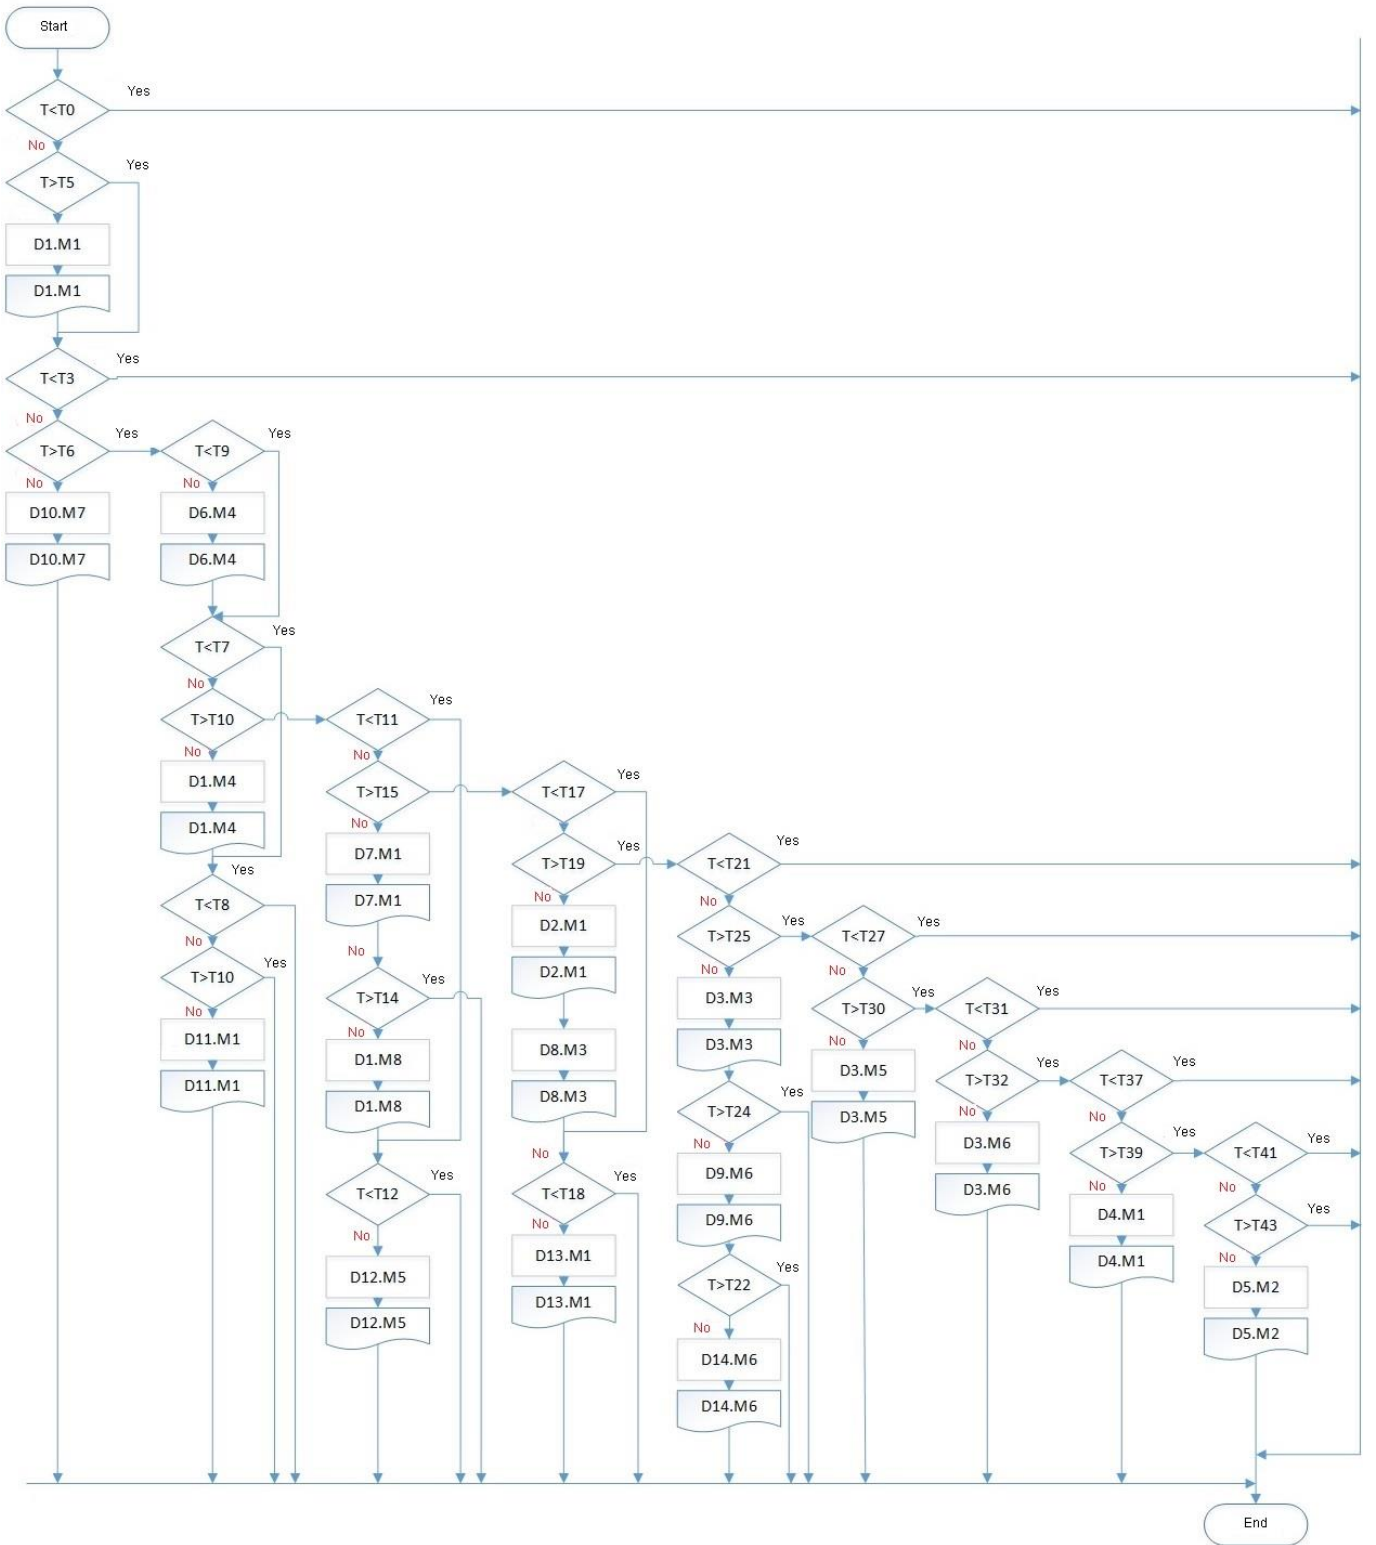 Start
T<T0
Yes
No
T>T5
Yes
D1.M1
D1.M1
T<T3
Yes
No
T>T6
Yes
No
D10.M7
D10.M7
T<T9
Yes
No
D6.M4
D6.M4
T<T7
Yes
No
T>T10
No
D1.M4
D1.M4
T<T8
Yes
No
T>T10
Yes
No
D11.M1
D11.M1
T<T11
Yes
No
T>T15
No
D7.M1
D7.M1
No
T>T14
Yes
No
D1.M8
D1.M8
T<T12
Yes
No
D12.M5
D12.M5
T<T17
Yes
T>T19
Yes
No
D2.M1
D2.M1
D8.M3
D8.M3
No
T<T18
Yes
No
D13.M1
D13.M1
T<T21
Yes
No
T>T25
Yes
No
D3.M3
D3.M3
T>T24
Yes
No
D9.M6
D9.M6
T>T22
Yes
No
D14.M6
D14.M6
T<T27
Yes
No
T>T30
Yes
No
D3.M5
D3.M5
T<T31
Yes
No
T>T32
Yes
No
D3.M6
D3.M6
T<T37
Yes
No
T>T39
Yes
No
D4.M1
D4.M1
T<T41
Yes
No
T>T43
Yes
No
D5.M2
D5.M2
End